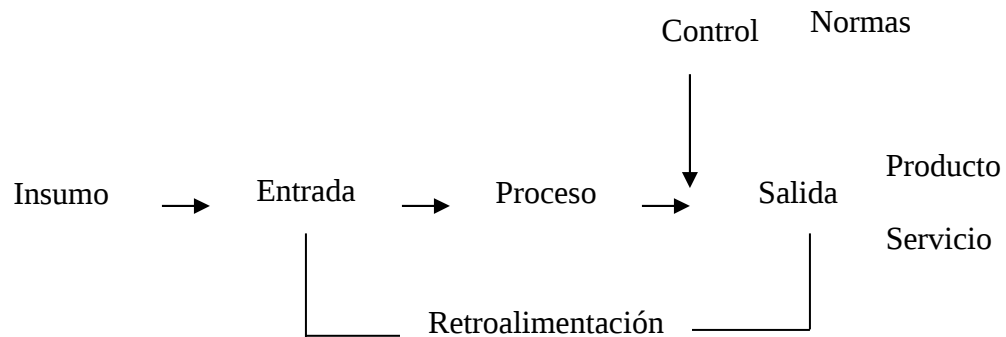 Control
Normas
Insumo
Entrada
Proceso
Salida
Producto
Servicio
Retroalimentación